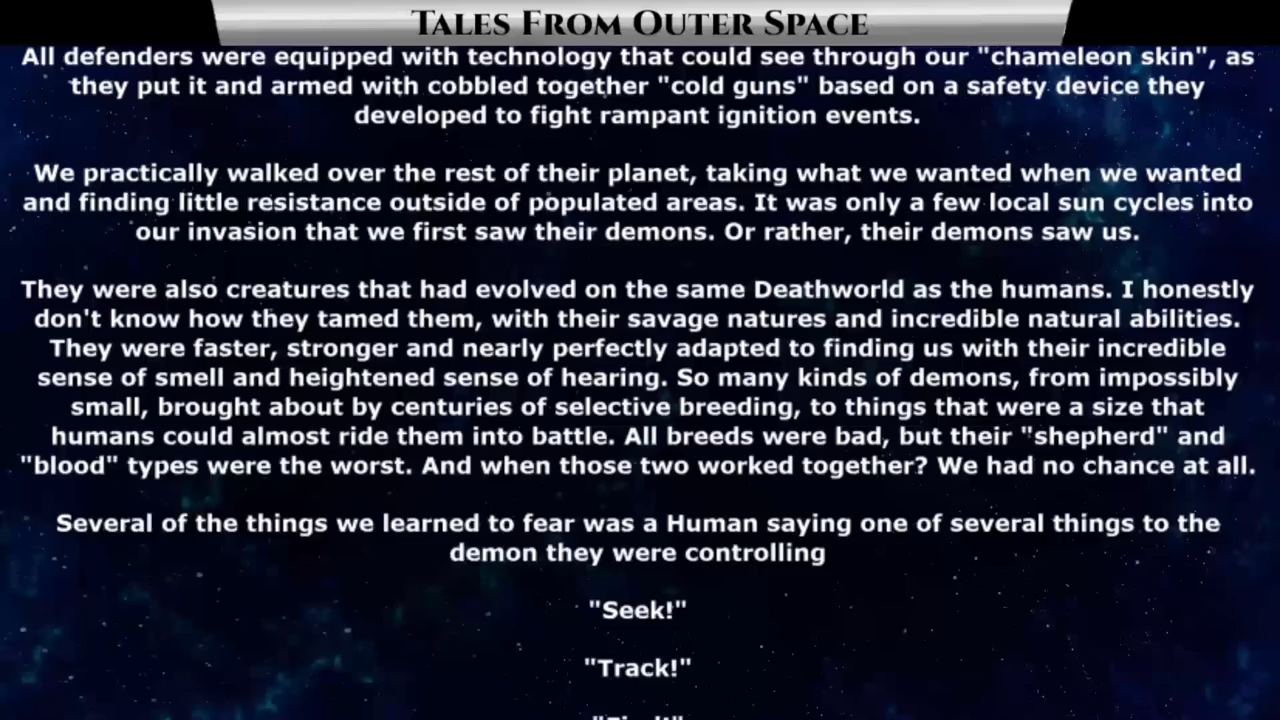 Tales From Outer Space
All defenders were equipped with technology that could see through our "chameleon skin", as
they put it and armed with cobbled together "cold guns" based on a safety device they
developed to fight rampant ignition events.
We practically walked over the rest of their planet, taking what we wanted when we wanted
and finding little resistance outside of populated areas. It was only a few local sun cycles into
our invasion that we first saw their demons. Or rather, their demons saw us.
They were also creatures that had evolved on the same Deathworld as the humans. I honestly
don't know how they tamed them, with their savage natures and incredible natural abilities.
They were faster, stronger and nearly perfectly adapted to finding us with their incredible
sense of smell and heightened sense of hearing. So many kinds of demons, from impossibly
small, brought about by centuries of selective breeding, to things that were a size that
humans could almost ride them into battle. All breeds were bad, but their "shepherd" and
"blood" types were the worst. And when those two worked together? We had no chance at all.
Several of the things we learned to fear was a Human saying one of several things to the
demon they were controlling
"Seek!"
"Track!"